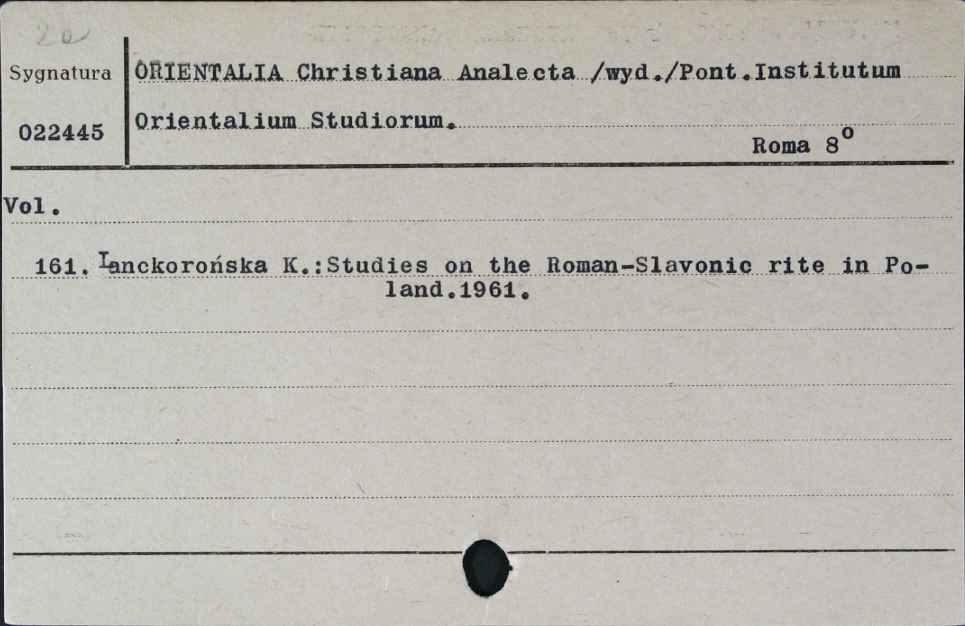 20
Sygnatura
ORIENTALIA Christiana Analecta /wyd./Pont.Institutum
022445
Orientalium Studiorum.
Roma 8°
Vol.
161. Lanckorońska K.:Studies on the Roman-Slavonic rite in Po-
land.1961.